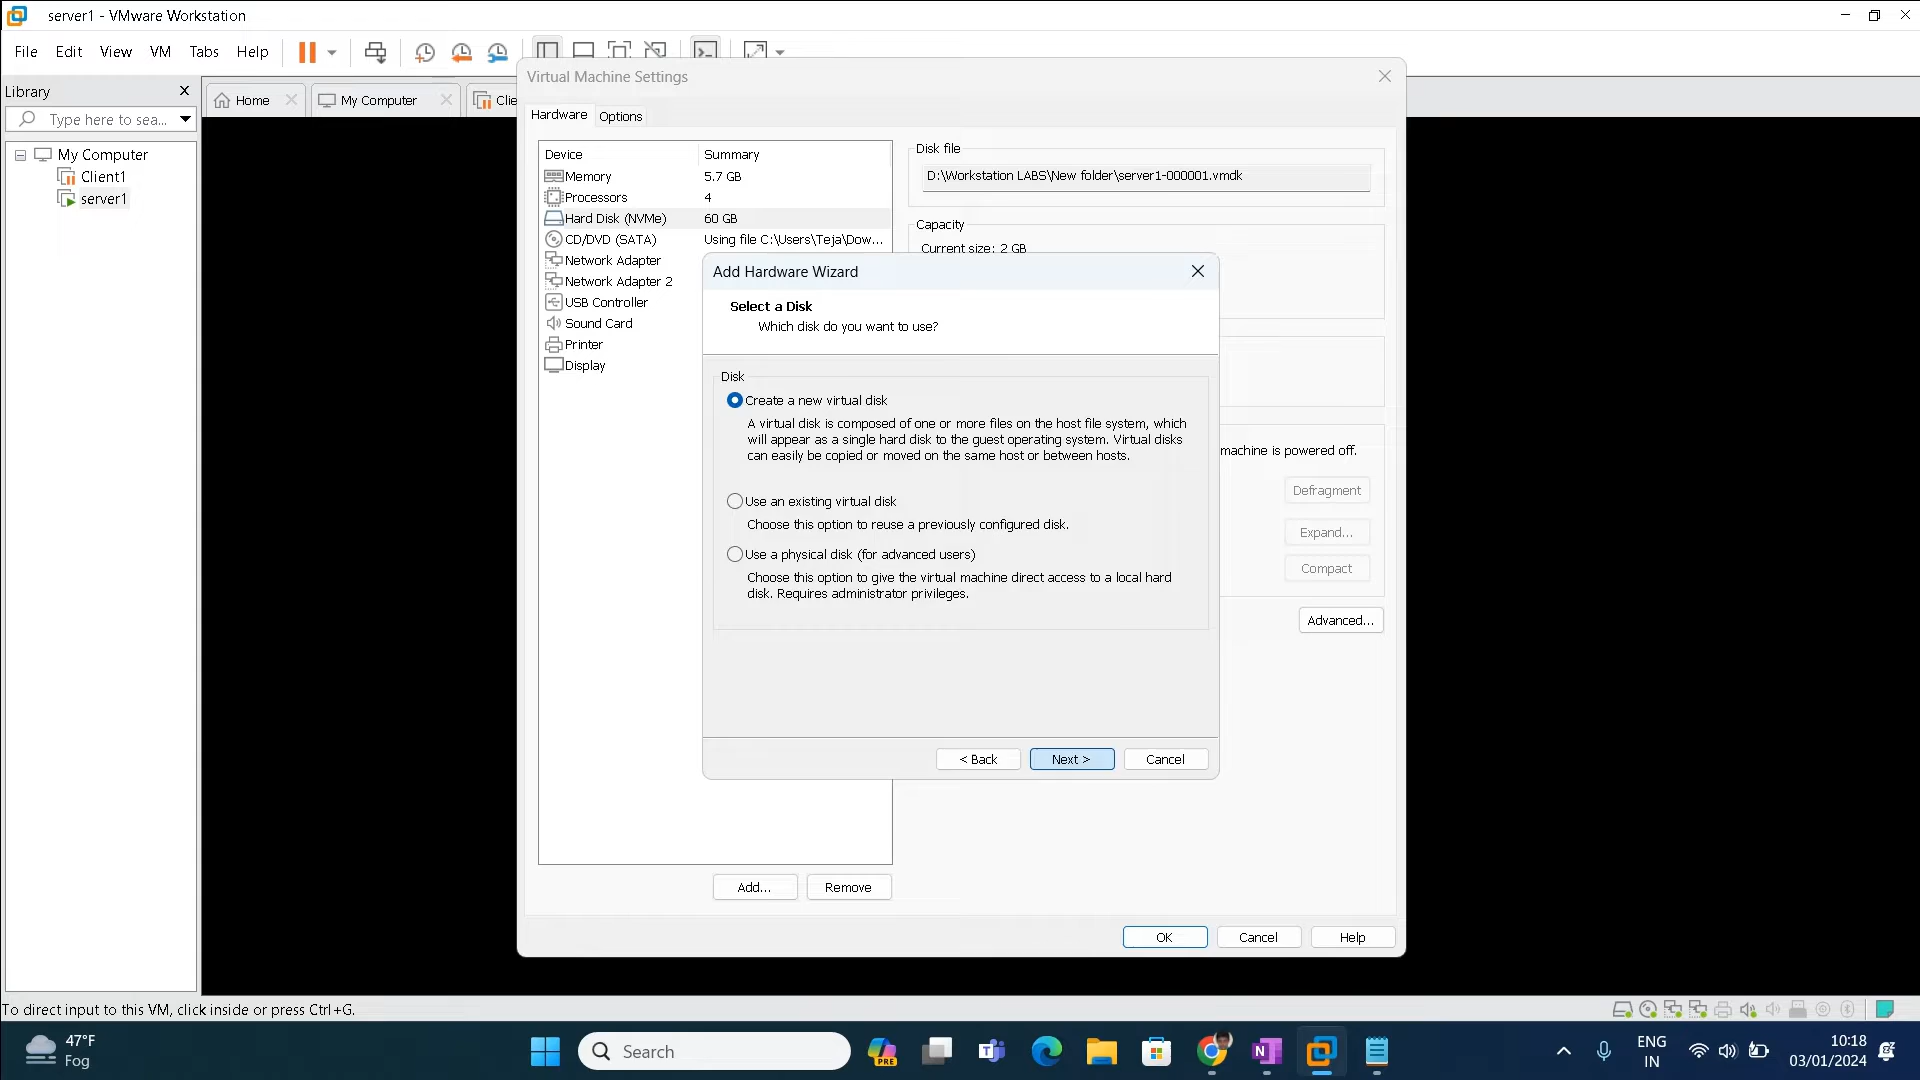 server1 - VMware Workstation
File Edit View VM Tabs Help
Library
Home
My Computer
Clie
Type here to sea...
My Computer
Client1
server1
Virtual Machine Settings
Hardware
Options
Device Summary
Memory 5.7 GB
Processors 4
Hard Disk (NVMe) 60 GB
CD/DVD (SATA) Using file C:\Users\Teja\Dow...
Network Adapter
Network Adapter 2
USB Controller
Sound Card
Printer
Display
Disk file
D:\Workstation LABS\New folder\server1-000001.vmdk
Capacity
Current size: 2 GB
machine is powered off.
Defragment
Expand...
Compact
Advanced...
Add Hardware Wizard
Select a Disk
Which disk do you want to use?
Disk
Create a new virtual disk
A virtual disk is composed of one or more files on the host file system, which
will appear as a single hard disk to the guest operating system. Virtual disks
can easily be copied or moved on the same host or between hosts.
Use an existing virtual disk
Choose this option to reuse a previously configured disk.
Use a physical disk (for advanced users)
Choose this option to give the virtual machine direct access to a local hard
disk. Requires administrator privileges.
< Back
Next >
Cancel
Add...
Remove
OK
Cancel
Help
To direct input to this VM, click inside or press Ctrl+G.
47°F
Fog
Search
PRE
ENG
IN
10:18
03/01/2024